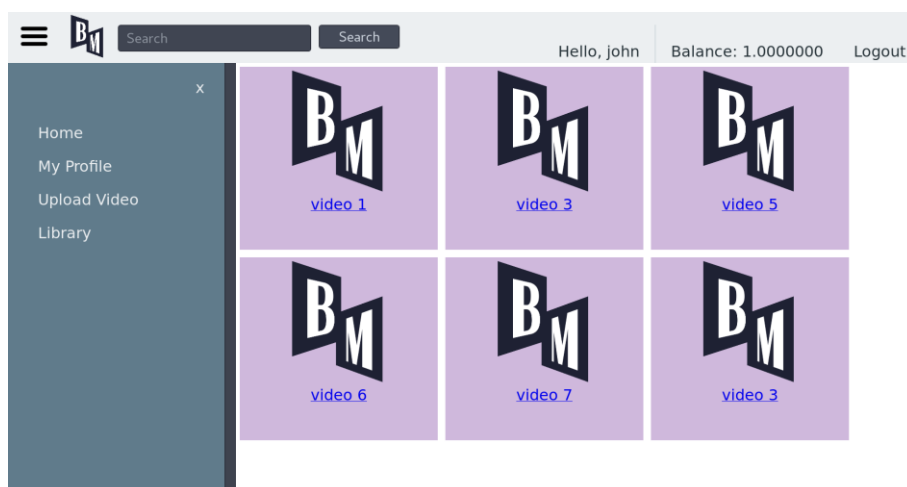 BM
Search
Search
Hello, john
Balance: 1.0000000
Logout
x
Home
My Profile
Upload Video
Library
BM
BM
BM
video 1
video 3
video 5
BM
BM
BM
video 6
video 7
video 3